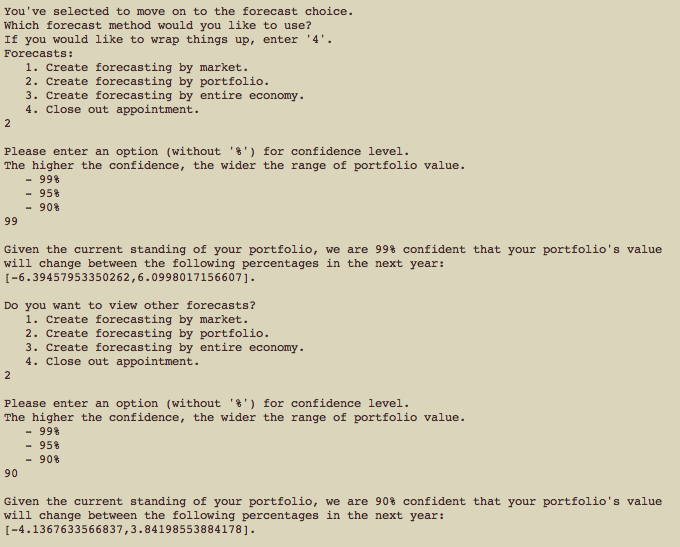 You've selected to move on to the forecast choice.
Which forecast method would you like to use?
If you would like to wrap things up, enter '4'.
Forecasts:
1. Create forecasting by market.
2. Create forecasting by portfolio.
3. Create forecasting by entire economy.
4. Close out appointment.
2
Please enter an option (without '%') for confidence level.
The higher the confidence, the wider the range of portfolio value.
- 99%
- 95%
- 90%
99
Given the current standing of your portfolio, we are 99% confident that your portfolio's value
will change between the following percentages in the next year:
[-6.39457953350262,6.0998017156607].
Do you want to view other forecasts?
1. Create forecasting by market.
2. Create forecasting by portfolio.
3. Create forecasting by entire economy.
4. Close out appointment.
2
Please enter an option (without '%') for confidence level.
The higher the confidence, the wider the range of portfolio value.
- 99%
- 95%
- 90%
90
Given the current standing of your portfolio, we are 90% confident that your portfolio's value
will change between the following percentages in the next year:
[-4.1367633566837,3.84198553884178].